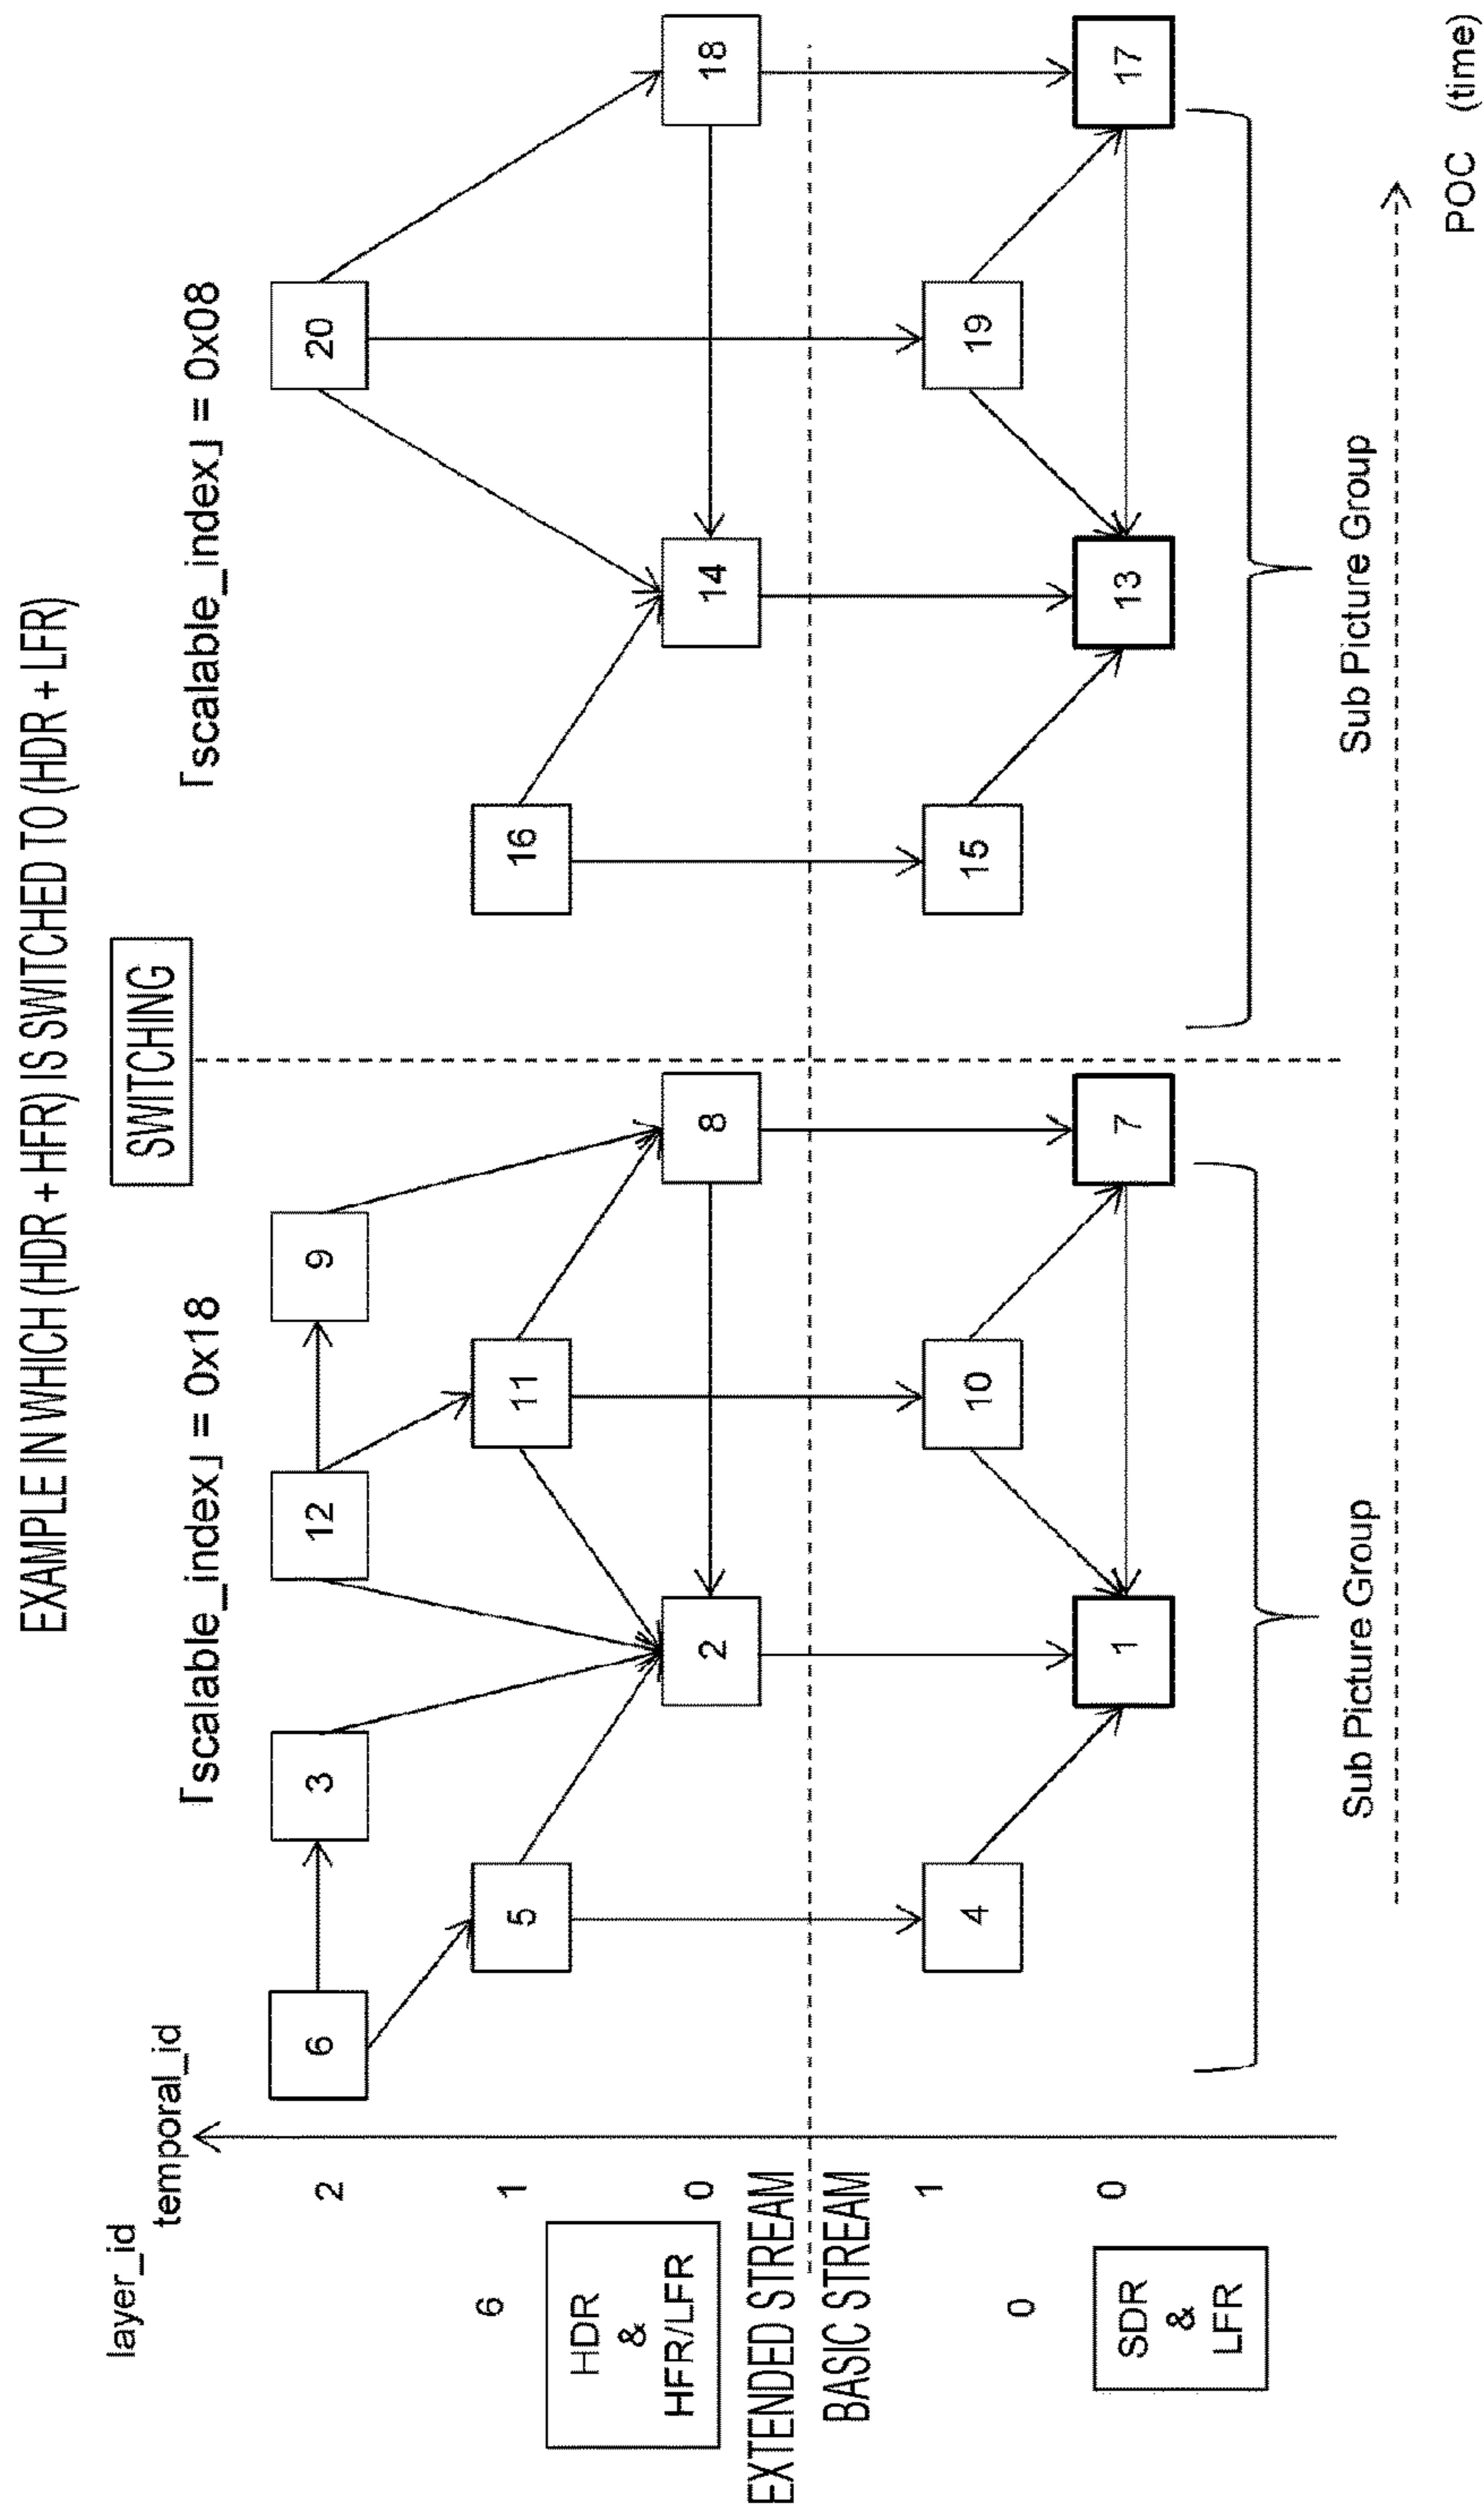 EXAMPLE IN WHICH (HDR + HFR) IS SWITCHED TO (HDR + LFR)
SWITCHING
layer_id
temporal_id
「scalable_index」 = 0x18
「scalable_index」 = 0x08
2
6
3
12
9
20
1
5
11
16
6
HDR
&
HFR/LFR
0
2
8
14
18
EXTENDED STREAM
BASIC STREAM
1
4
10
15
19
0
SDR
&
LFR
0
1
7
13
17
Sub Picture Group
Sub Picture Group
POC (time)